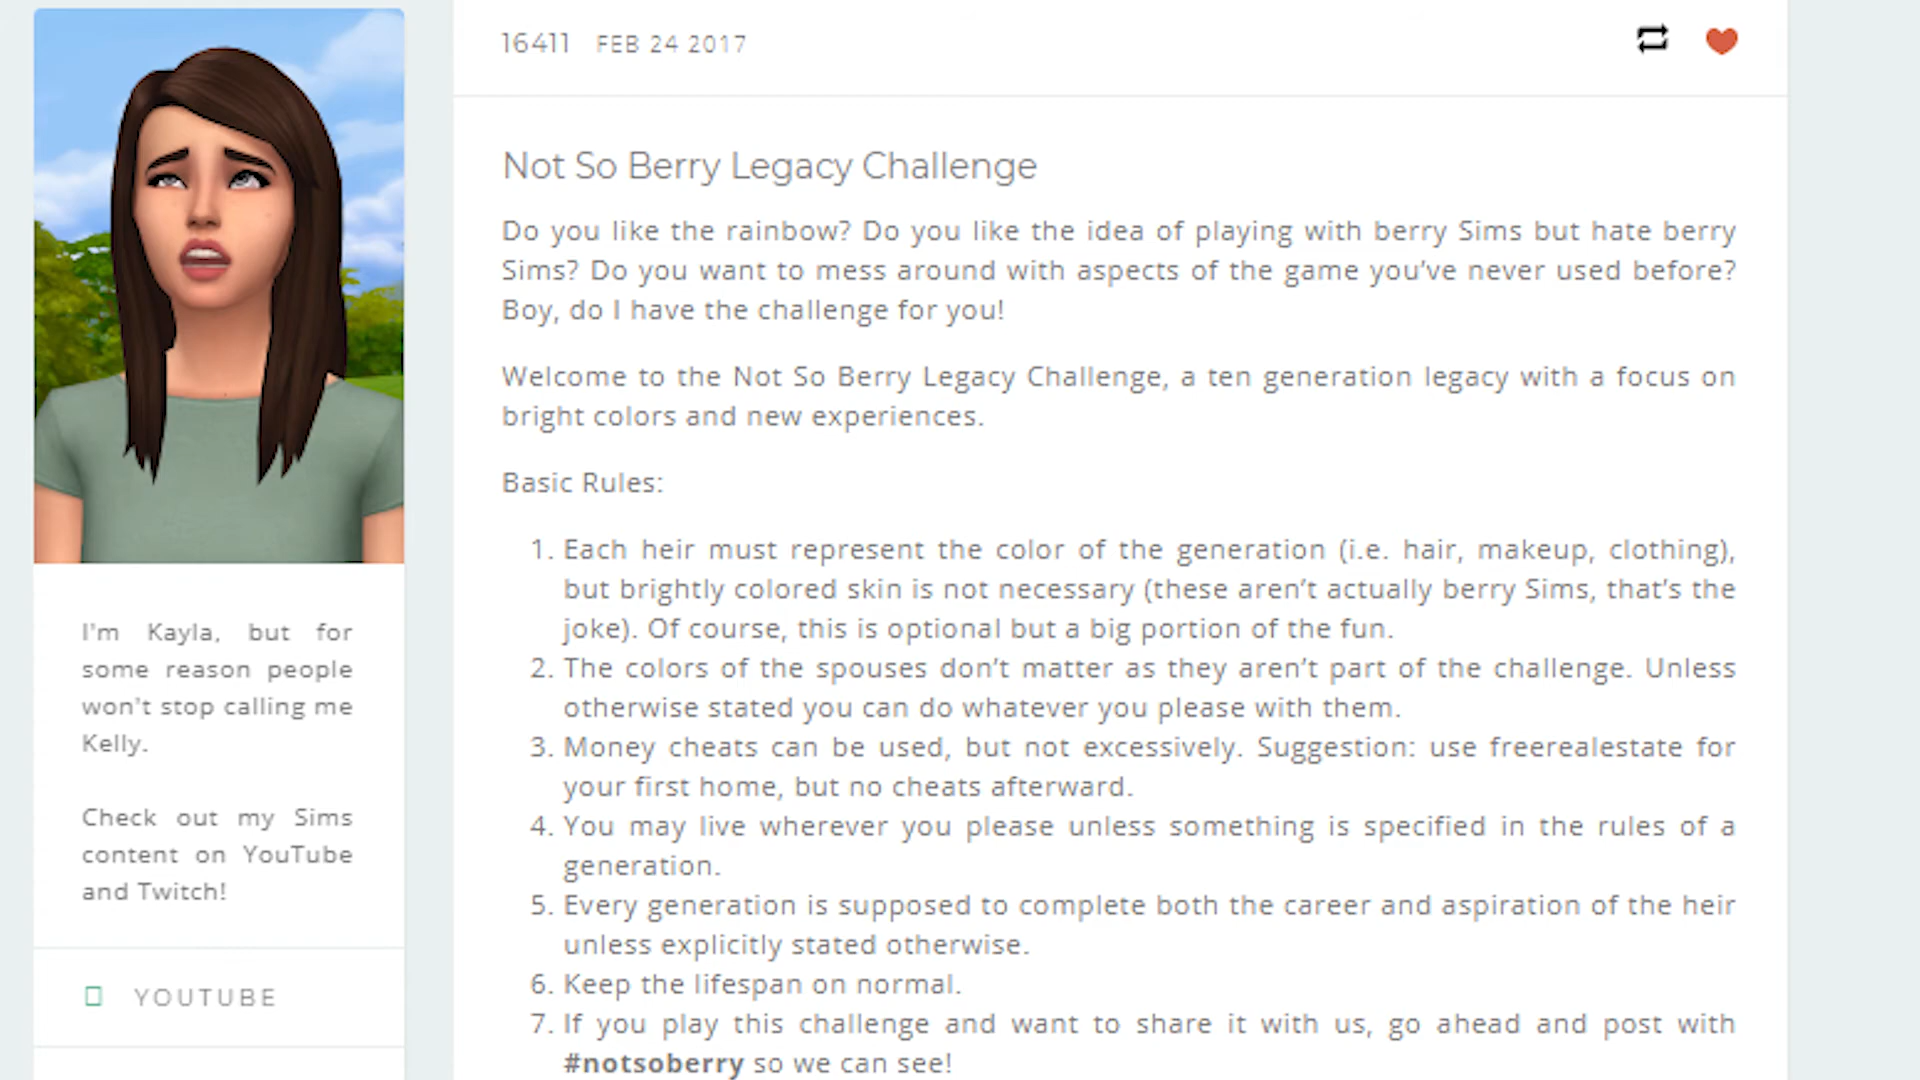 16411 FEB 24 2017
Not So Berry Legacy Challenge
Do you like the rainbow? Do you like the idea of playing with berry Sims but hate berry
Sims? Do you want to mess around with aspects of the game you've never used before?
Boy, do I have the challenge for you!
Welcome to the Not So Berry Legacy Challenge, a ten generation legacy with a focus on
bright colors and new experiences.
Basic Rules:
1. Each heir must represent the color of the generation (i.e. hair, makeup, clothing),
but brightly colored skin is not necessary (these aren't actually berry Sims, that's the
joke). Of course, this is optional but a big portion of the fun.
2. The colors of the spouses don't matter as they aren't part of the challenge. Unless
otherwise stated you can do whatever you please with them.
3. Money cheats can be used, but not excessively. Suggestion: use freerealestate for
your first home, but no cheats afterward.
4. You may live wherever you please unless something is specified in the rules of a
generation.
5. Every generation is supposed to complete both the career and aspiration of the heir
unless explicitly stated otherwise.
6. Keep the lifespan on normal.
7. If you play this challenge and want to share it with us, go ahead and post with
#notsoberry so we can see!
I'm Kayla, but for
some reason people
won't stop calling me
Kelly.
Check out my Sims
content on YouTube
and Twitch!
YOUTUBE